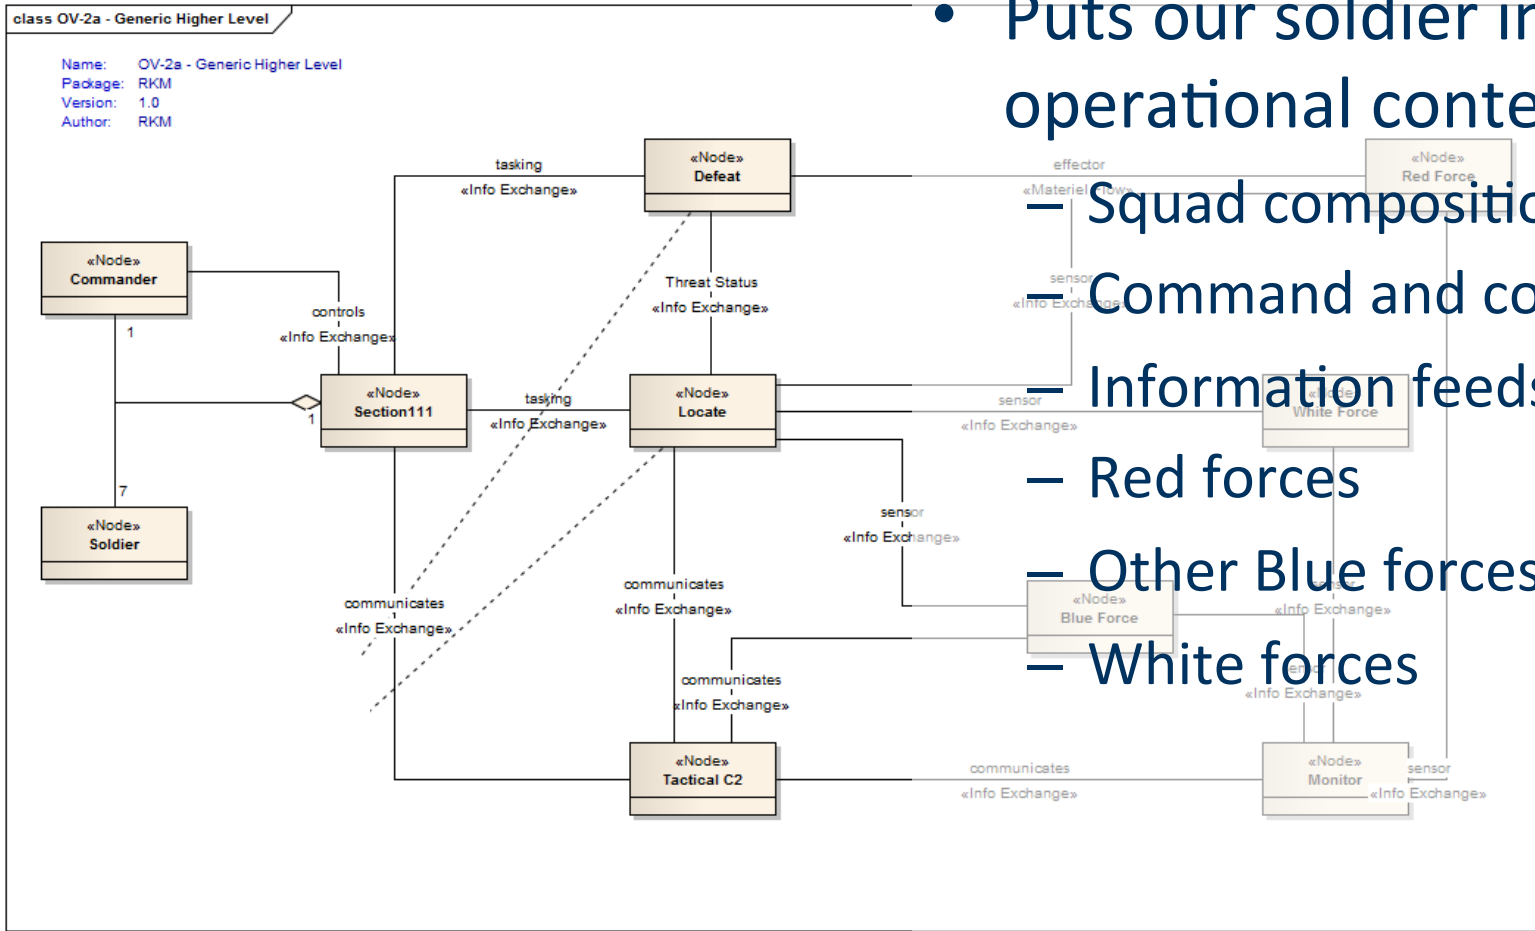 class OV-2a - Generic Higher Level
Name: OV-2a - Generic Higher Level
Package: RKM
Version: 1.0
Author: RKM
• Puts our soldier
operational
– Squad
– Command and
– Information
– Red forces
– Other Blue forces
– White forces
tasking
«Info Exchange»
«Node»
Defeat
effector
«Materiel Flow»
«Node»
Red Force
«Node»
Commander
1
controls
«Info Exchange»
Threat Status
«Info Exchange»
sensor
«Info Exchange»
«Node»
Section111
1
tasking
«Info Exchange»
«Node»
Locate
sensor
«Info Exchange»
«Node»
White Force
7
«Node»
Soldier
sensor
«Info Exchange»
communicates
«Info Exchange»
communicates
«Info Exchange»
«Node»
Blue Force
sensor
«Info Exchange»
communicates
«Info Exchange»
sensor
«Info Exchange»
«Node»
Tactical C2
communicates
«Info Exchange»
«Node»
Monitor
sensor
«Info Exchange»